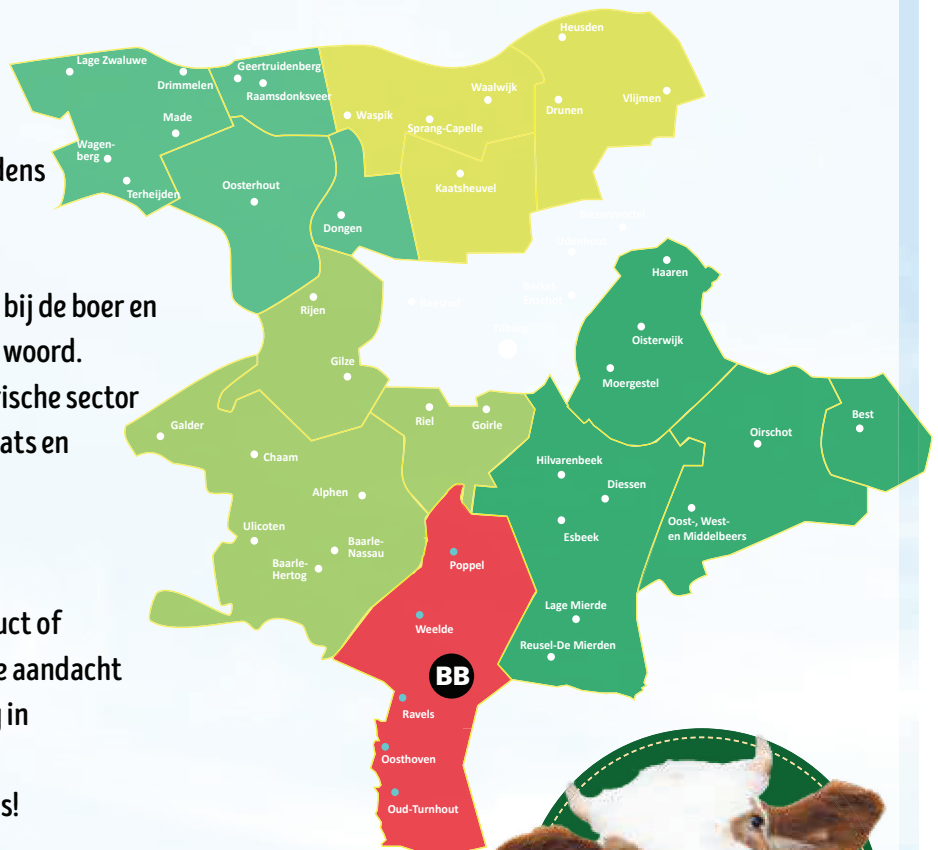 dens
bij de boer en
woord.
rische sector
ats en
uct of
e aandacht
in
s!
Lage Zwaluwe
Drimmelen
Made
Wagen-
berg
Terheijden
Geertruidenberg
Raamsdonksveer
Oosterhout
Dongen
Waspik
Sprang-Capelle
Waalwijk
Kaatsheuvel
Heusden
Drunen
Vlijmen
Rijen
Gilze
Galder
Chaam
Alphen
Ulicoten
Baarle-
Nassau
Baarle-
Hertog
Riel
Goirle
Haaren
Oisterwijk
Moergestel
Hilvarenbeek
Diessen
Esbeek
Lage Mierde
Reusel-De Mierden
Oirschot
Best
Oost-, West-
en Middelbeers
Poppel
Weelde
BB
Ravels
Oosthoven
Oud-Turnhout